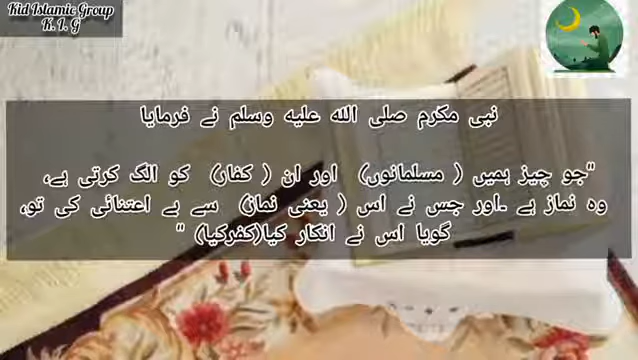 Kid Islamic Group
K. I. G
نبی مکرم صلی الله علیه وسلم نے فرمایا
"جو چیز ہمیں ( مسلمانوں) اور ان ( کفار) کو الگ کرتی ہے،
وہ نماز ہے ۔اور جس نے اس ( یعنی نماز) سے بے اعتنائی کی تو،
گویا اس نے انکار کیا(کفرکیا) "